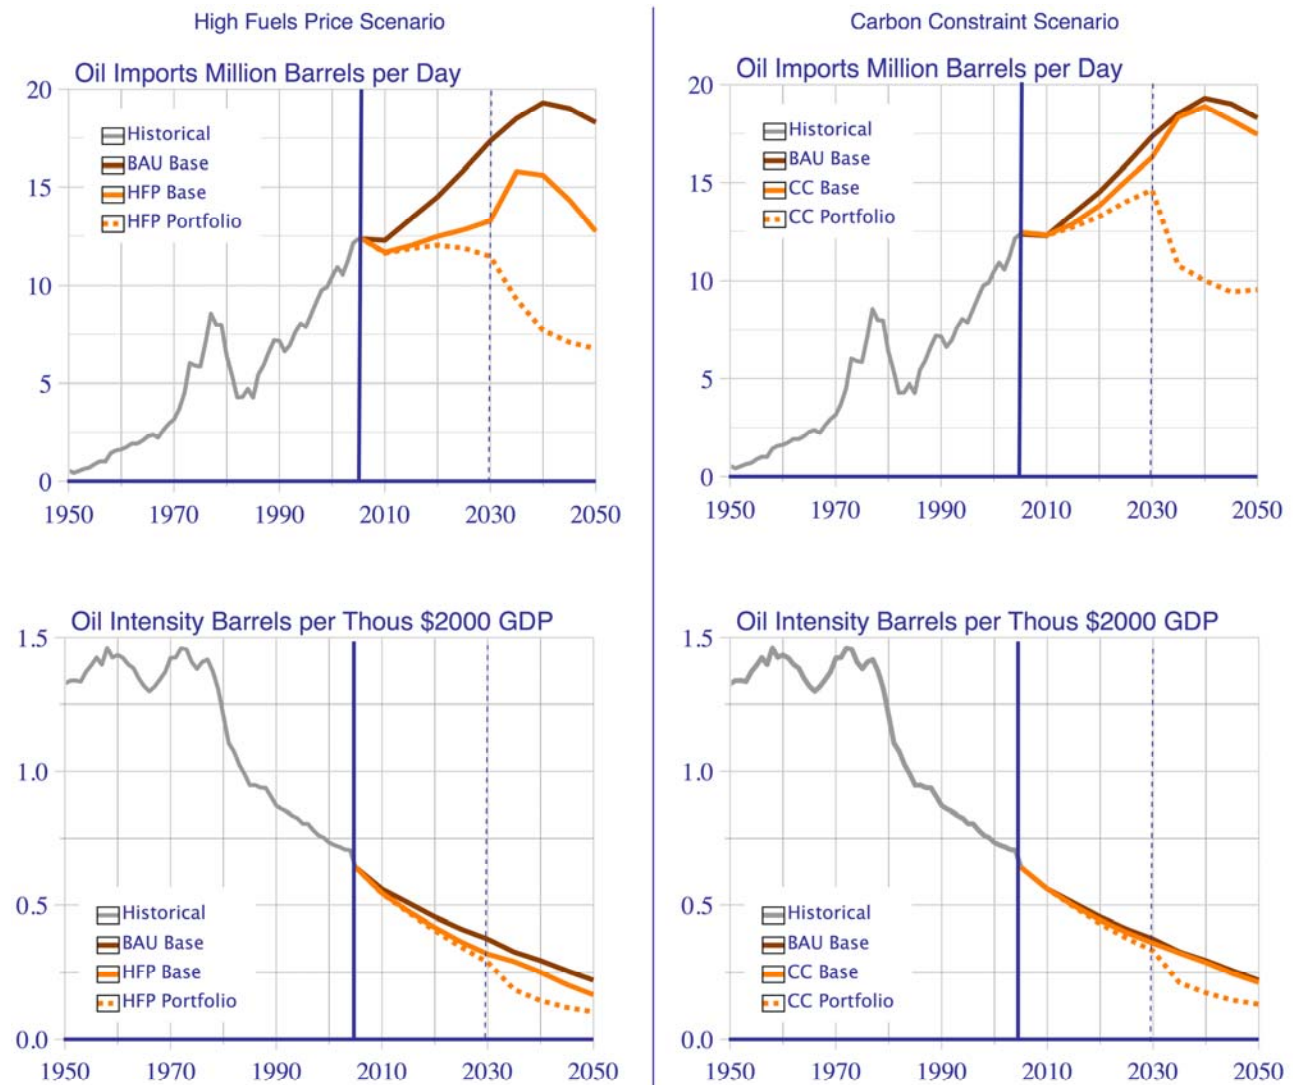 High Fuels Price Scenario
Oil Imports Million Barrels per Day
20
15
10
5
0
Historical
BAU Base
HFP Base
HFP Portfolio
1950 1970 1990 2010 2030 2050
Oil Intensity Barrels per Thous $2000 GDP
1.5
1.0
0.5
0.0
Historical
BAU Base
HFP Base
HFP Portfolio
1950 1970 1990 2010 2030 2050
Carbon Constraint Scenario
Oil Imports Million Barrels per Day
20
15
10
5
0
Historical
BAU Base
CC Base
CC Portfolio
1950 1970 1990 2010 2030 2050
Oil Intensity Barrels per Thous $2000 GDP
1.5
1.0
0.5
0.0
Historical
BAU Base
CC Base
CC Portfolio
1950 1970 1990 2010 2030 2050